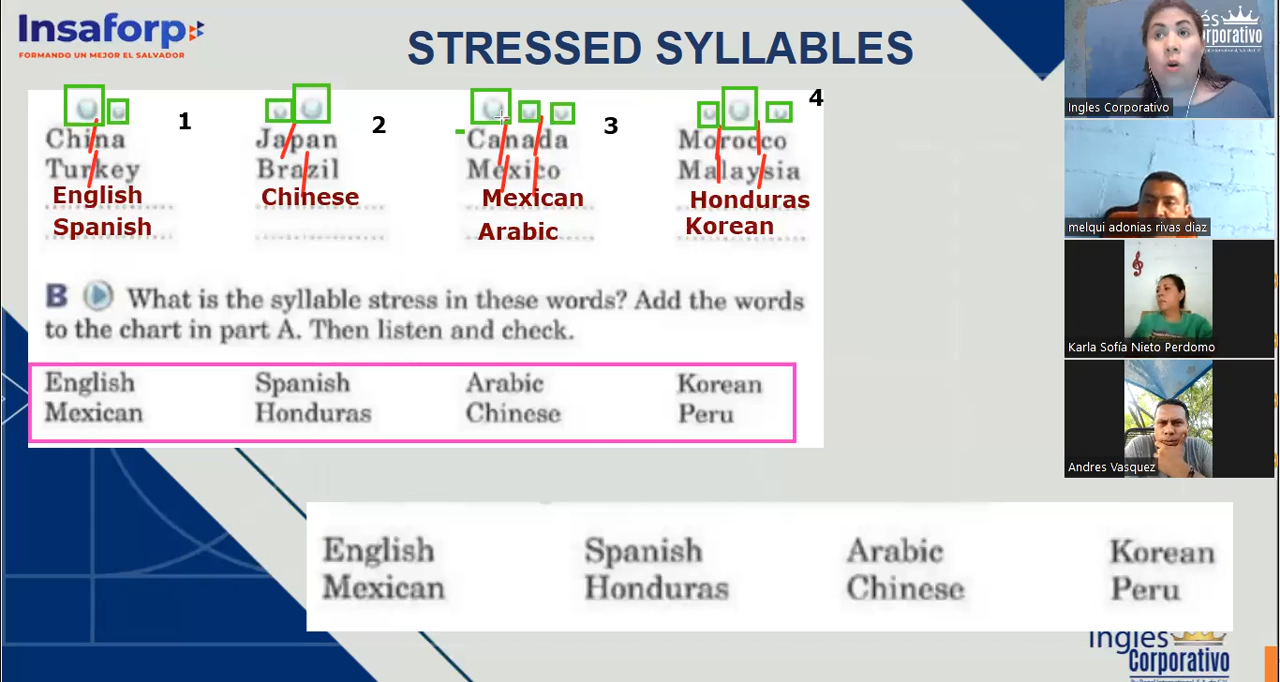 Insaforp
FORMANDO UN MEJOR EL SALVADOR
STRESSED SYLLABLES
China 1 Japan 2 Canada 3 Morocco 4
Turkey Brazil Mexico Malaysia
English Chinese Mexican Honduras
Spanish Arabic Korean
B What is the syllable stress in these words? Add the words
to the chart in part A. Then listen and check.
English Spanish Arabic Korean
Mexican Honduras Chinese Peru
English Spanish Arabic Korean
Mexican Honduras Chinese Peru
Inglés
Corporativo
és
Corporativo
Ingles Corporativo
melqui adonias rivas diaz
Karla Sofía Nieto Perdomo
Andres Vasquez